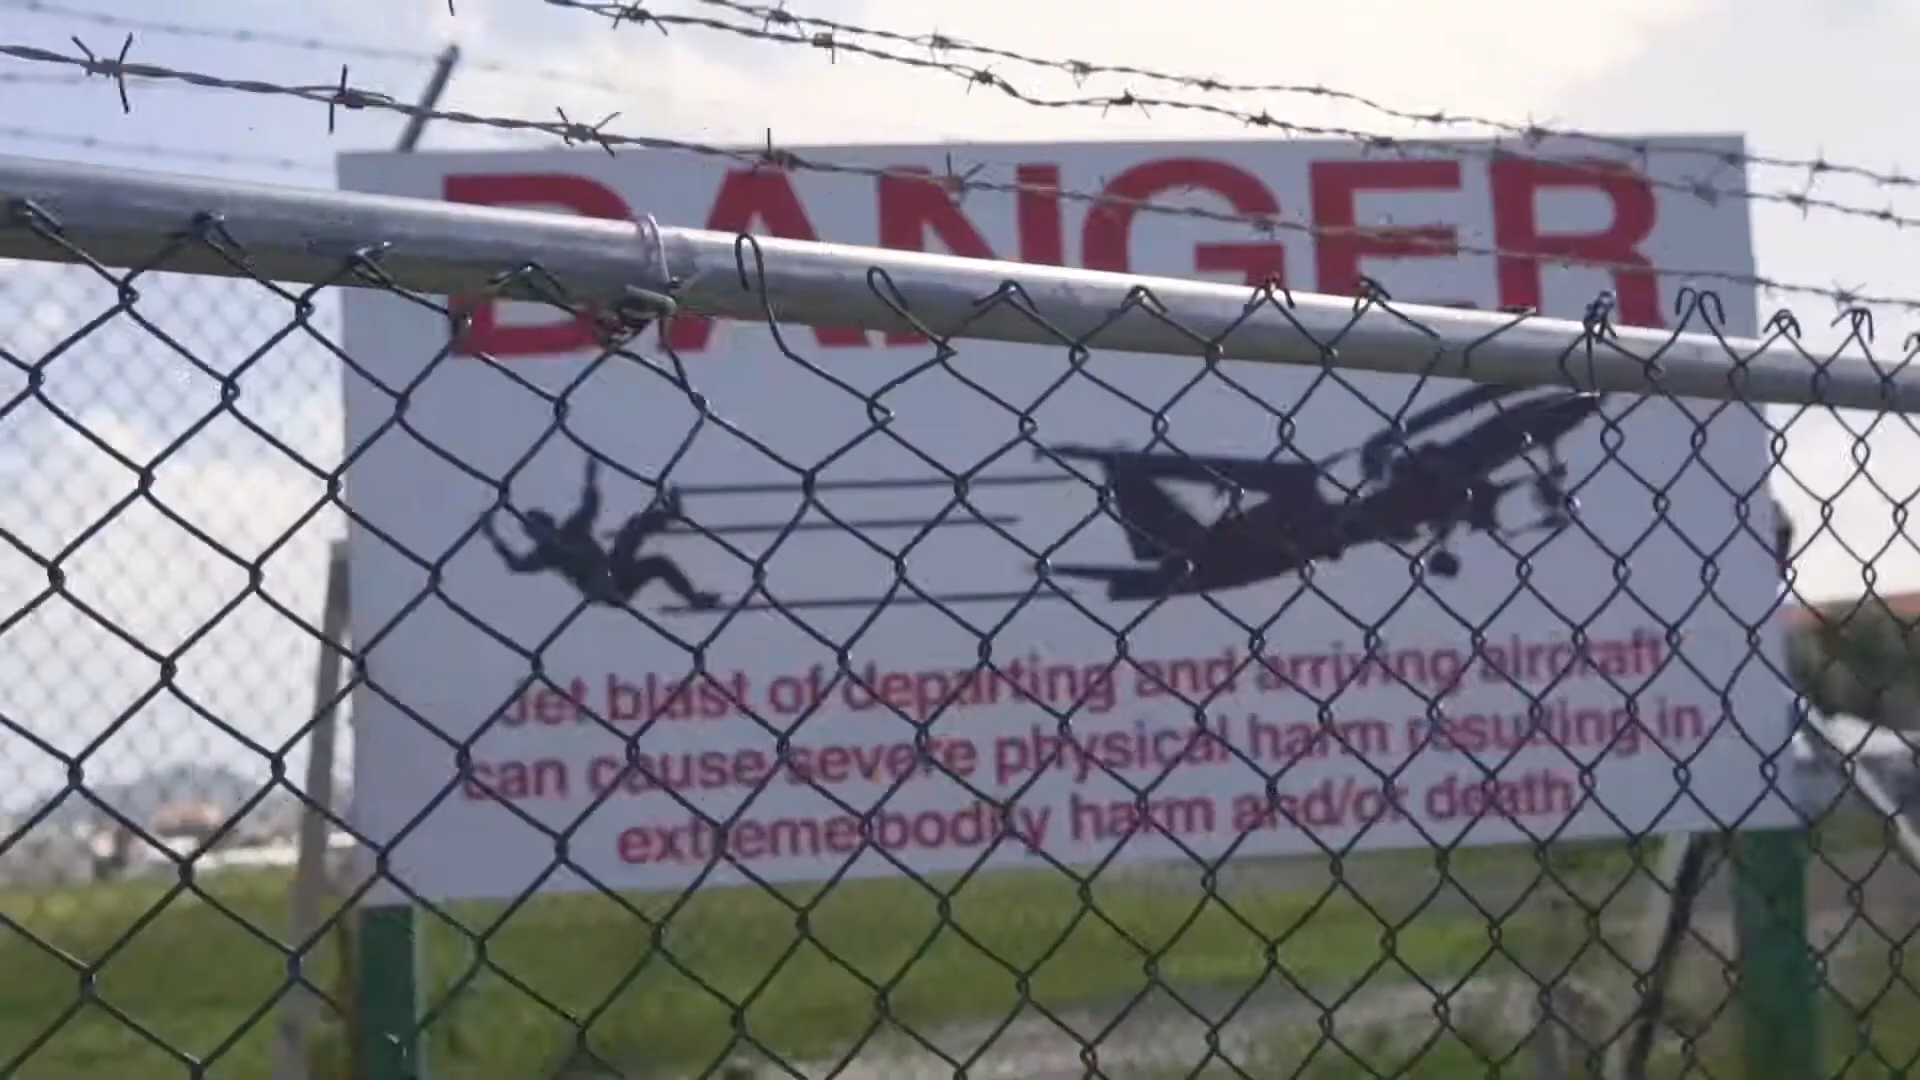 DANGER
Jet blast of departing and arriving aircraft
can cause severe physical harm resulting in
extreme bodily harm and/or death